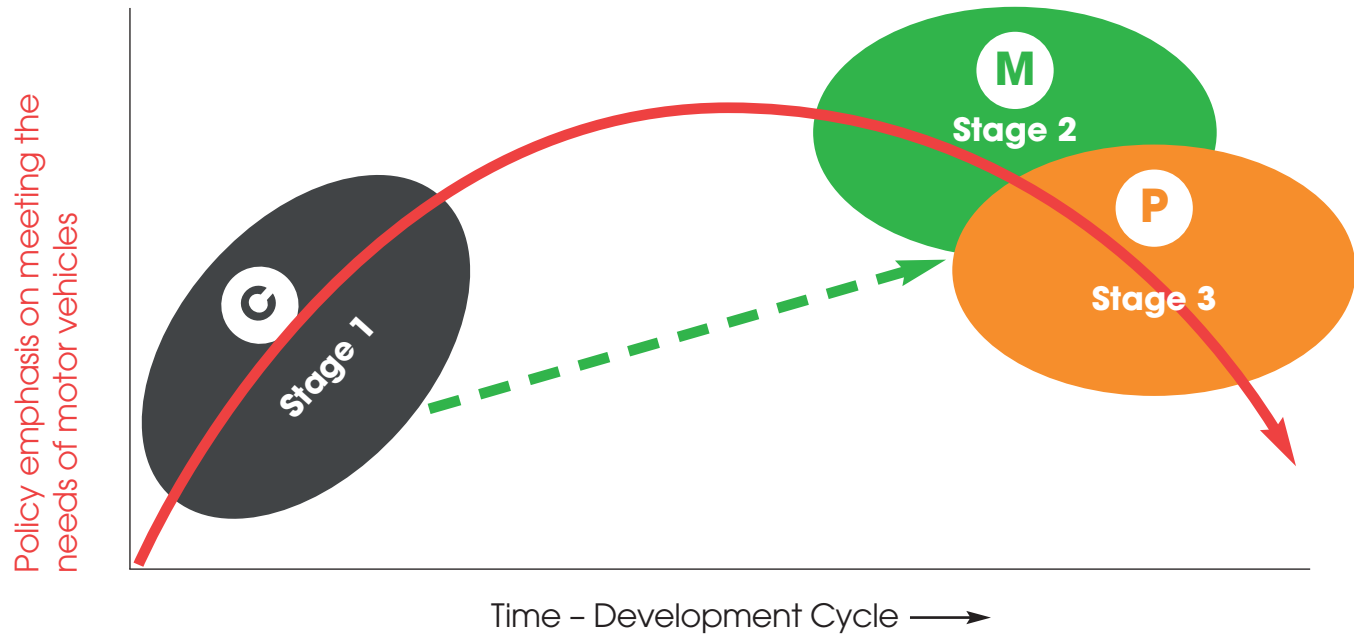 Policy emphasis on meeting the
needs of motor vehicles
C
Stage 1
M
Stage 2
P
Stage 3
Time – Development Cycle